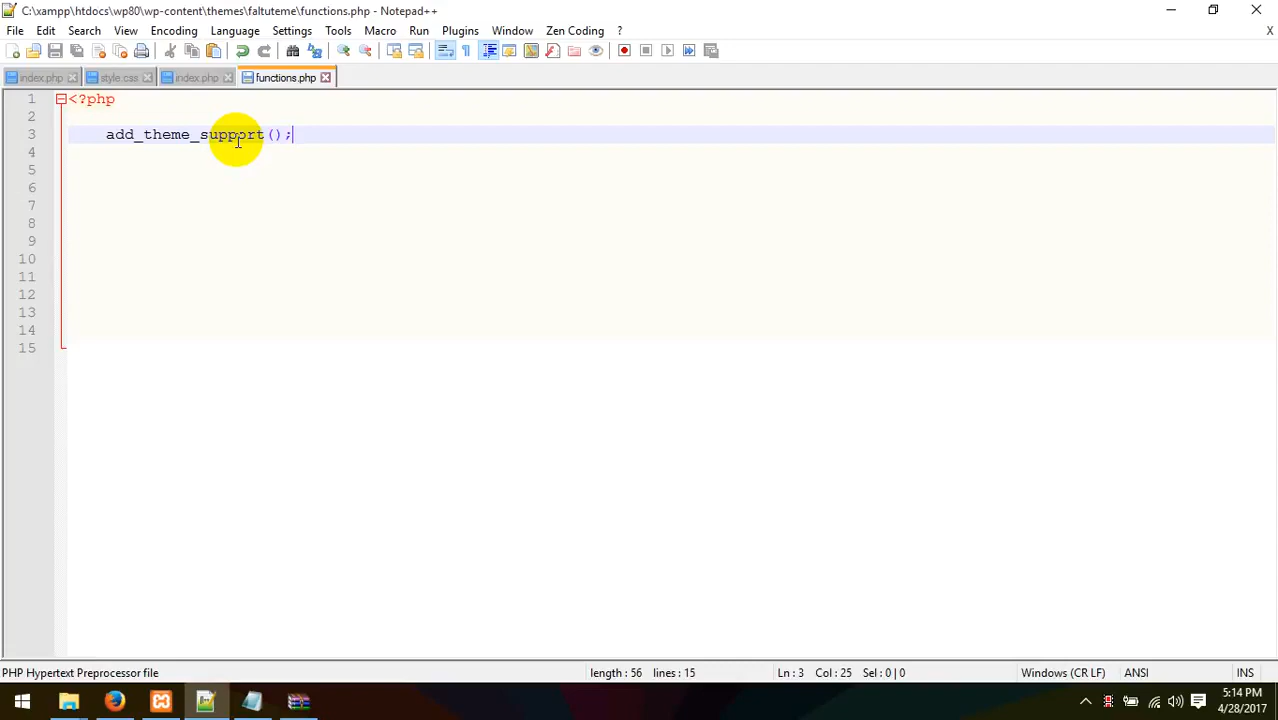 C:\xampp\htdocs\wp80\wp-content\themes\faltuteme\functions.php - Notepad++
File Edit Search View Encoding Language Settings Tools Macro Run Plugins Window Zen Coding ? X
index.php style.css index.php functions.php
1 <?php
2
3 add_theme_support();
4
5
6
7
8
9
10
11
12
13
14
15
PHP Hypertext Preprocessor file length : 56 lines : 15 Ln : 3 Col : 25 Sel : 0 | 0 Windows (CR LF) ANSI INS
5:14 PM
4/28/2017